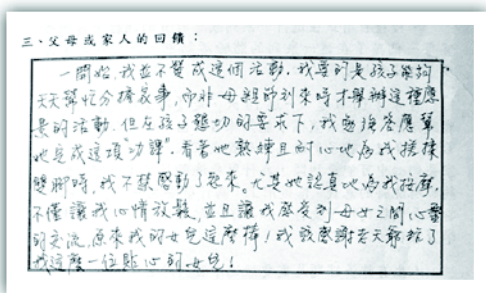 三、父母或家人的回饋：
一開始，我並不贊成這個活動，我要的是孩子能夠
天天幫忙分擔家事，而非母親節到來時才舉辦這種應
景的活動，但在孩子懇切的要求下，我勉強答應幫
她完成這項"功課"。看著她熟練且耐心地為我搓揉
雙腳時，我不禁感動了起來。尤其她認真地為我按摩，
不僅讓我心情放鬆，並且讓我感受到母女之間心靈
的交流，原來我的女兒這麼棒！我該感謝老天爺給了
我這麼一位貼心的女兒！